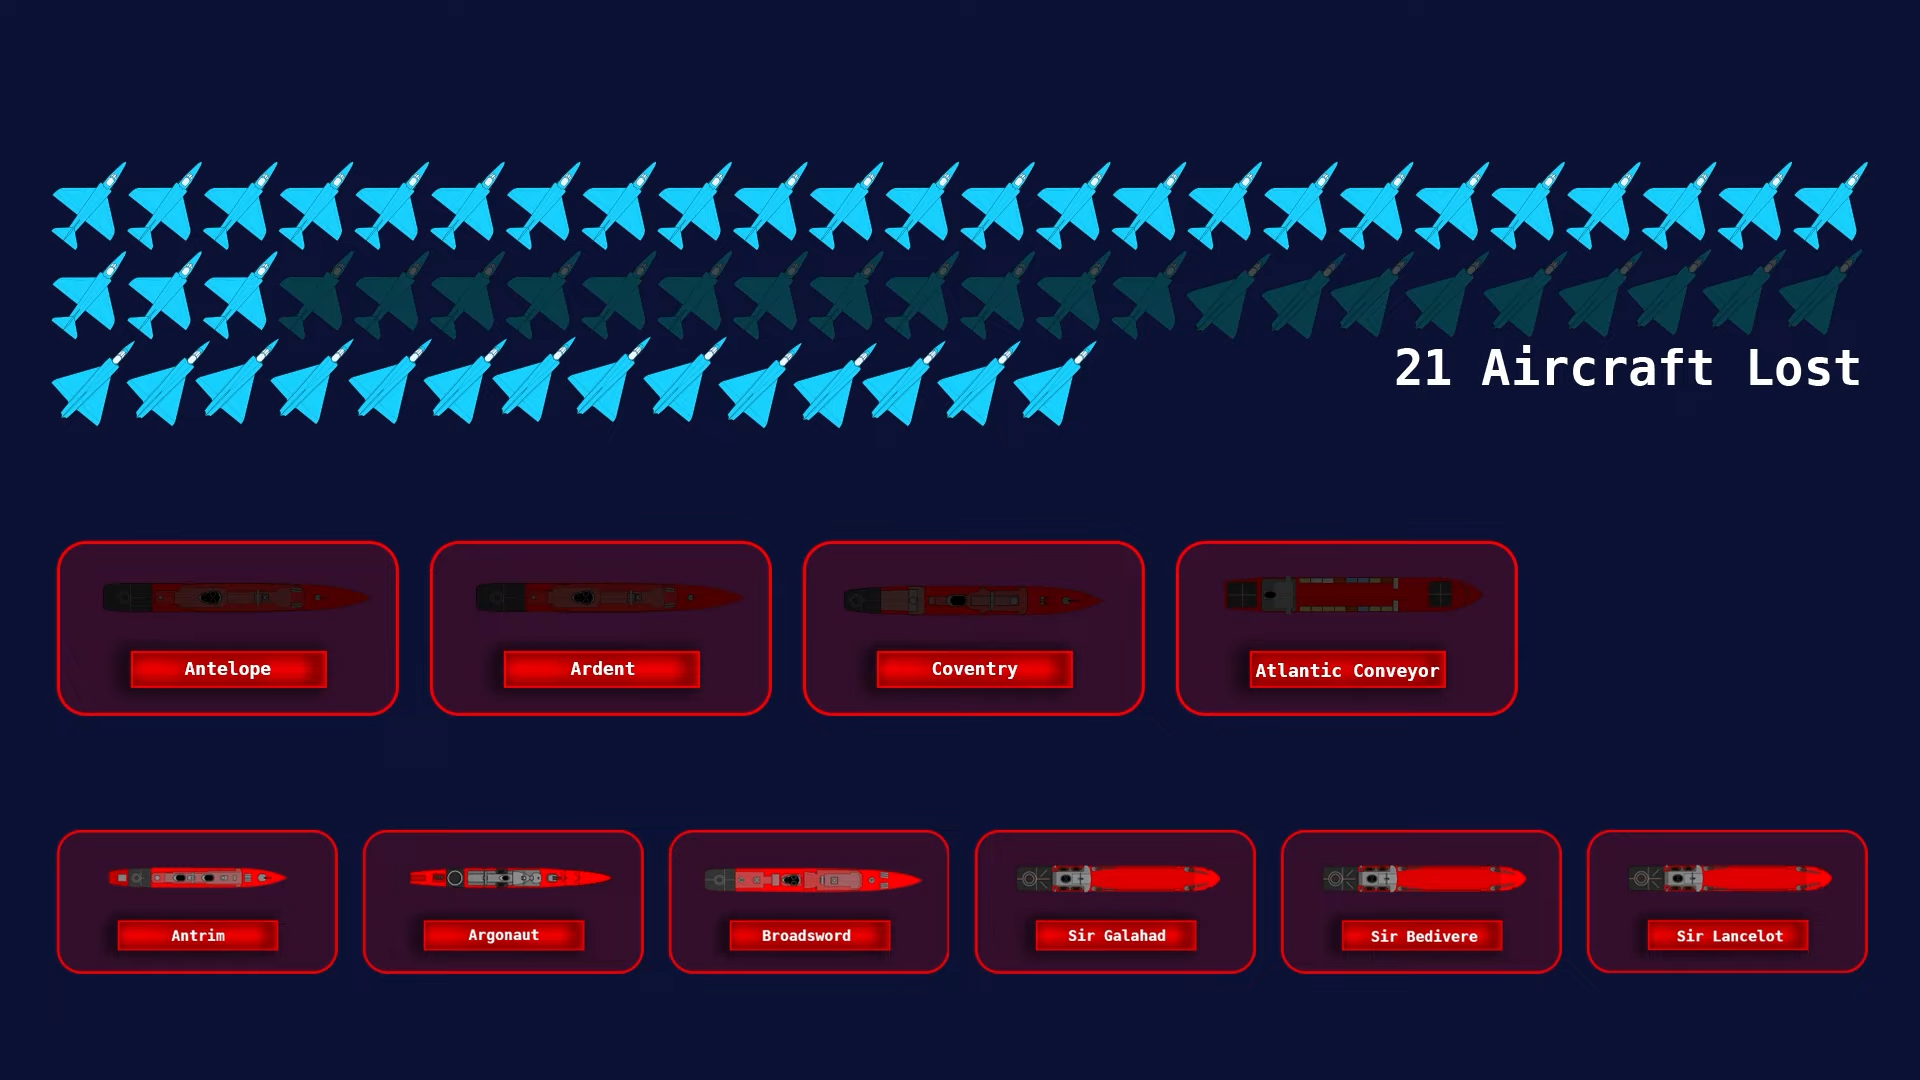 21 Aircraft Lost
Antelope
Ardent
Coventry
Atlantic Conveyor
Antrim
Argonaut
Broadsword
Sir Galahad
Sir Bedivere
Sir Lancelot